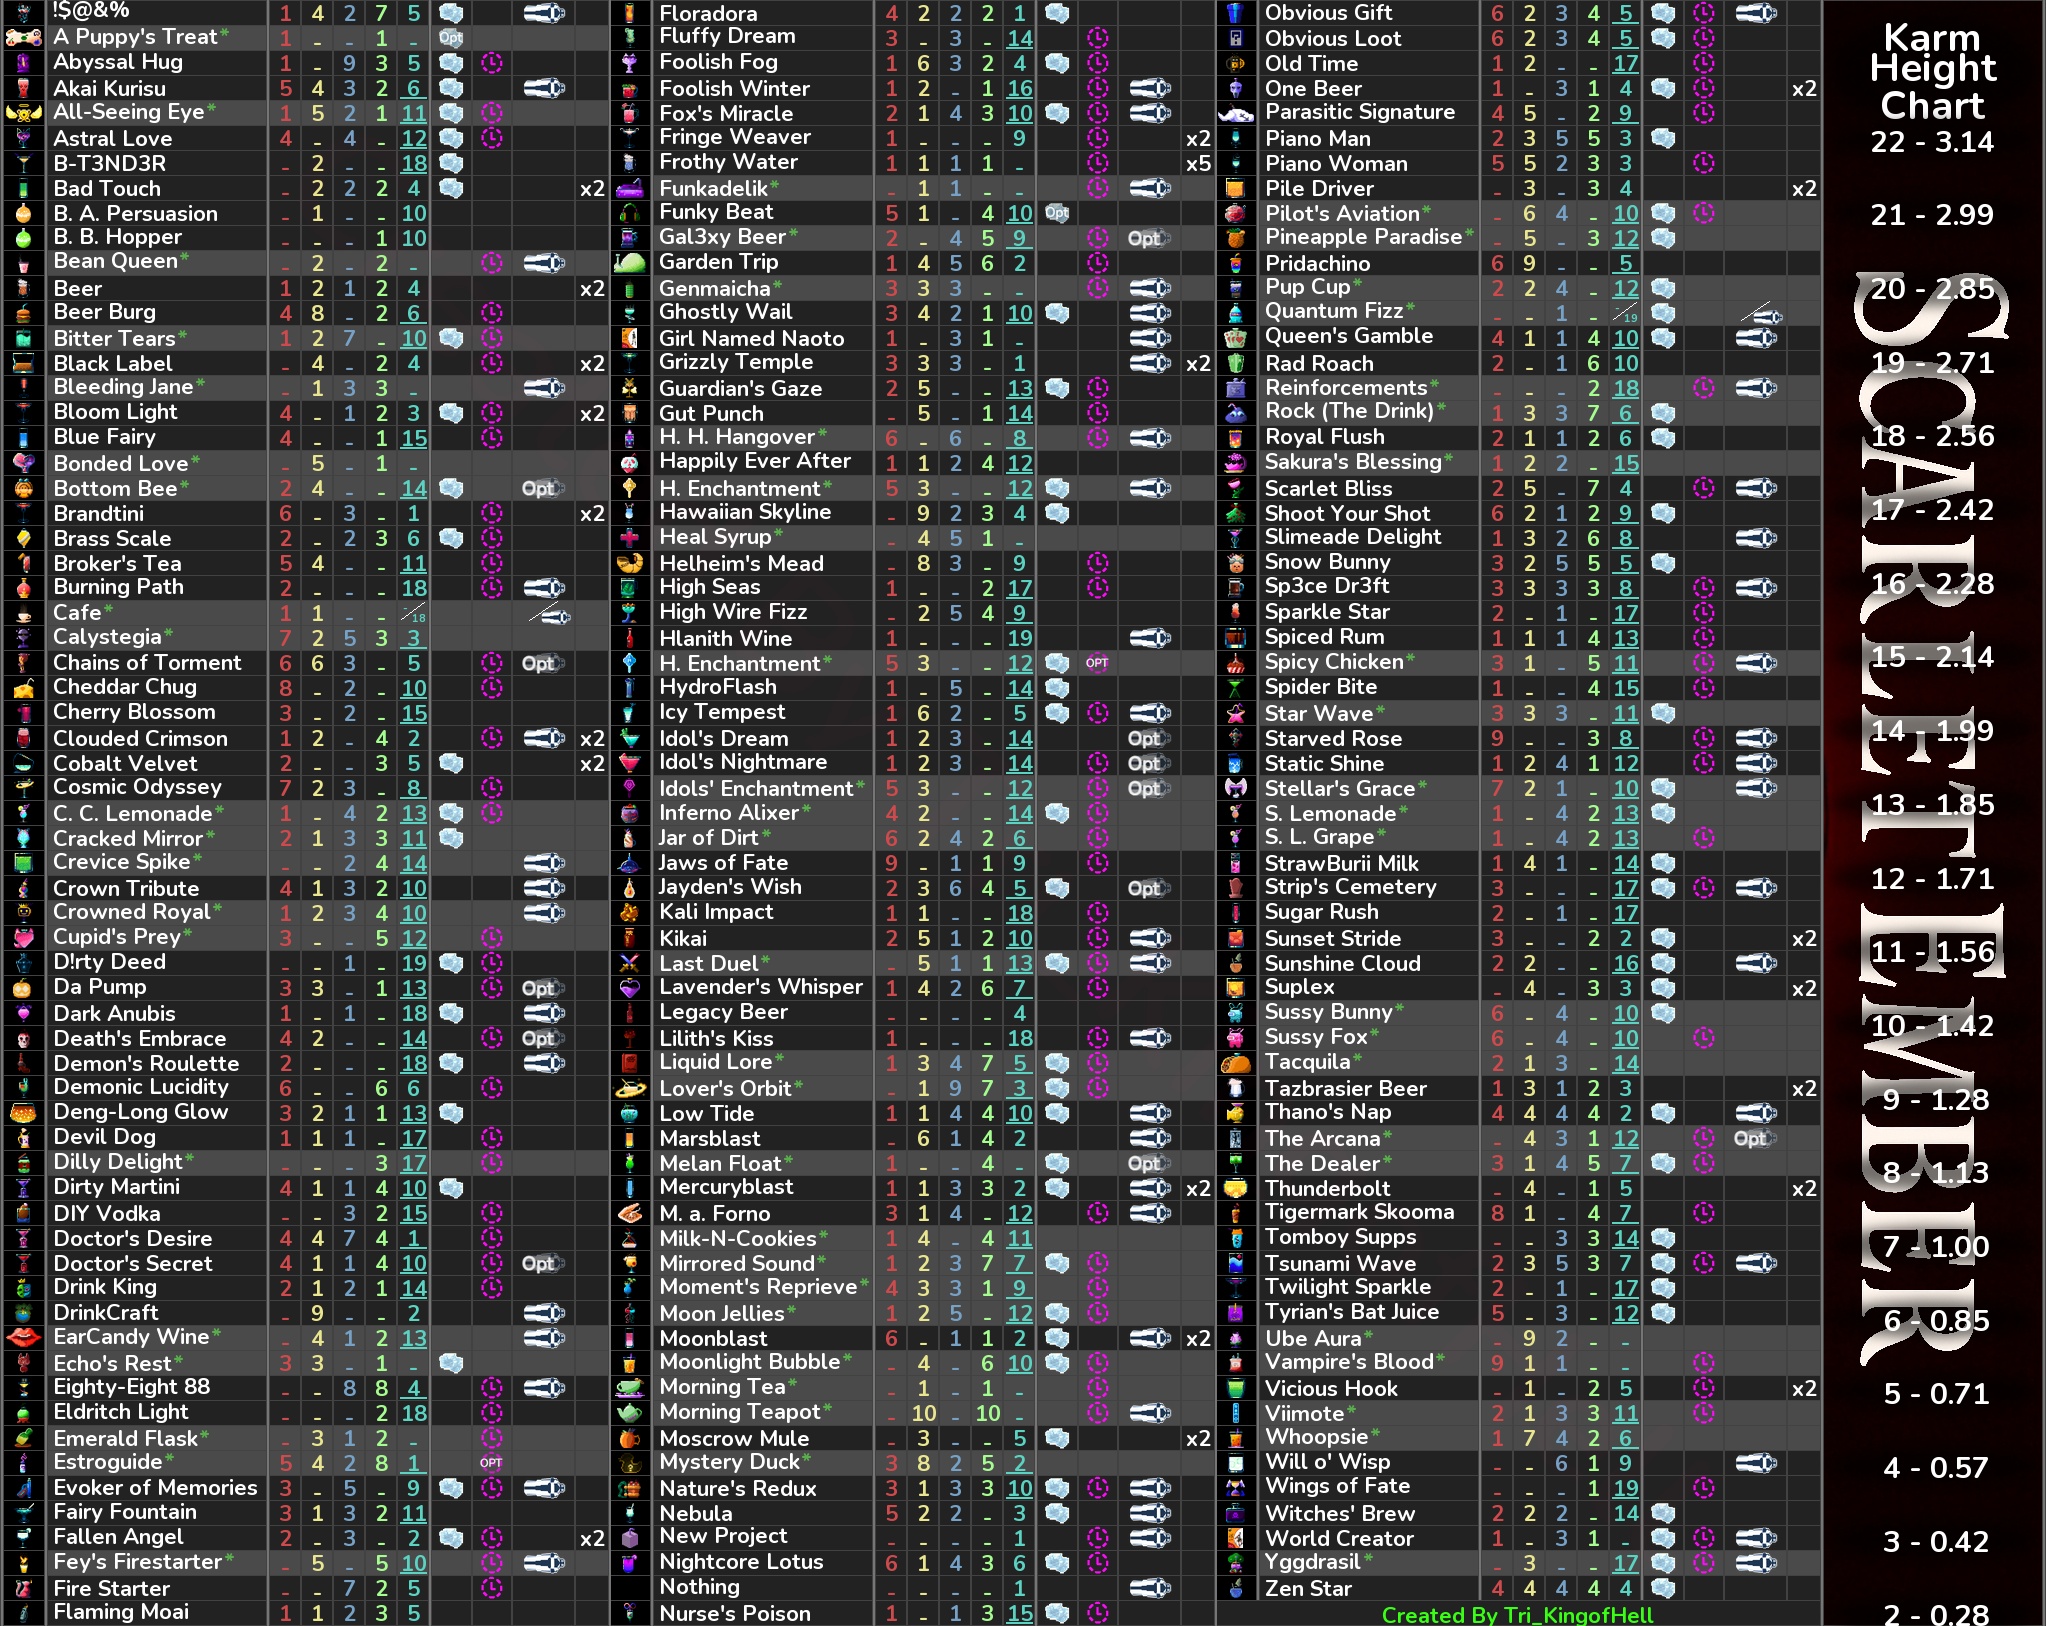 !$@&% 1 4 2 7 5
A Puppy's Treat* 1 - - 1 - Opt
Abyssal Hug 1 - 9 3 5
Akai Kurisu 5 4 3 2 6
All-Seeing Eye* 1 5 2 1 11
Astral Love 4 - 4 - 12
B-T3ND3R - 2 - - 18
Bad Touch - 2 2 2 4 x2
B. A. Persuasion - 1 - - 10
B. B. Hopper - - - 1 10
Bean Queen* - 2 - 2 -
Beer 1 2 1 2 4 x2
Beer Burg 4 8 - 2 6
Bitter Tears* 1 2 7 - 10
Black Label - 4 - 2 4 x2
Bleeding Jane* - 1 3 3 -
Bloom Light 4 - 1 2 3 x2
Blue Fairy 4 - - 1 15
Bonded Love* - 5 - 1 -
Bottom Bee* 2 4 - - 14 Opt
Brandtini 6 - 3 - 1 x2
Brass Scale 2 - 2 3 6
Broker's Tea 5 4 - - 11
Burning Path 2 - - - 18
Cafe* 1 1 - - -/18
Calystegia* 7 2 5 3 3
Chains of Torment 6 6 3 - 5 Opt
Cheddar Chug 8 - 2 - 10
Cherry Blossom 3 - 2 - 15
Clouded Crimson 1 2 - 4 2 x2
Cobalt Velvet 2 - - 3 5 x2
Cosmic Odyssey 7 2 3 - 8
C. C. Lemonade* 1 - 4 2 13
Cracked Mirror* 2 1 3 3 11
Crevice Spike* - - 2 4 14
Crown Tribute 4 1 3 2 10
Crowned Royal* 1 2 3 4 10
Cupid's Prey* 3 - - 5 12
D!rty Deed - - 1 - 19
Da Pump 3 3 - 1 13 Opt
Dark Anubis 1 - 1 - 18
Death's Embrace 4 2 - - 14 Opt
Demon's Roulette 2 - - - 18
Demonic Lucidity 6 - - 6 6
Deng-Long Glow 3 2 1 1 13
Devil Dog 1 1 1 - 17
Dilly Delight* - - - 3 17
Dirty Martini 4 1 1 4 10
DIY Vodka - - 3 2 15
Doctor's Desire 4 4 7 4 1
Doctor's Secret 4 1 1 4 10 Opt
Drink King 2 1 2 1 14
DrinkCraft - 9 - - 2
EarCandy Wine* - 4 1 2 13
Echo's Rest* 3 3 - 1 -
Eighty-Eight 88 - - 8 8 4
Eldritch Light - - - 2 18
Emerald Flask* - 3 1 2 -
Estroguide* 5 4 2 8 1 OPT
Evoker of Memories 3 - 5 - 9
Fairy Fountain 3 1 3 2 11
Fallen Angel 2 - 3 - 2 x2
Fey's Firestarter* - 5 - 5 10
Fire Starter - - 7 2 5
Flaming Moai 1 1 2 3 5
Floradora 4 2 2 2 1
Fluffy Dream 3 - 3 - 14
Foolish Fog 1 6 3 2 4
Foolish Winter 1 2 - 1 16
Fox's Miracle 2 1 4 3 10
Fringe Weaver 1 - - - 9 x2
Frothy Water 1 1 1 1 - x5
Funkadelik* - 1 1 - -
Funky Beat 5 1 - 4 10 Opt
Gal3xy Beer* 2 - 4 5 9 Opt
Garden Trip 1 4 5 6 2
Genmaicha* 3 3 3 - -
Ghostly Wail 3 4 2 1 10
Girl Named Naoto 1 - 3 1 -
Grizzly Temple 3 3 3 - 1 x2
Guardian's Gaze 2 5 - - 13
Gut Punch - 5 - 1 14
H. H. Hangover* 6 - 6 - 8
Happily Ever After 1 1 2 4 12
H. Enchantment* 5 3 - - 12
Hawaiian Skyline - 9 2 3 4
Heal Syrup* - 4 5 1 -
Helheim's Mead - 8 3 - 9
High Seas 1 - - 2 17
High Wire Fizz - 2 5 4 9
Hlanith Wine 1 - - - 19
H. Enchantment* 5 3 - - 12 OPT
HydroFlash 1 - 5 - 14
Icy Tempest 1 6 2 - 5
Idol's Dream 1 2 3 - 14 Opt
Idol's Nightmare 1 2 3 - 14 Opt
Idols' Enchantment* 5 3 - - 12 Opt
Inferno Alixer* 4 2 - - 14
Jar of Dirt* 6 2 4 2 6
Jaws of Fate 9 - 1 1 9
Jayden's Wish 2 3 6 4 5 Opt
Kali Impact 1 1 - - 18
Kikai 2 5 1 2 10
Last Duel* - 5 1 1 13
Lavender's Whisper 1 4 2 6 7
Legacy Beer - - - - 4
Lilith's Kiss 1 - - - 18
Liquid Lore* 1 3 4 7 5
Lover's Orbit* - 1 9 7 3
Low Tide 1 1 4 4 10
Marsblast - 6 1 4 2
Melan Float* 1 - - 4 - Opt
Mercuryblast 1 1 3 3 2 x2
M. a. Forno 3 1 4 - 12
Milk-N-Cookies* 1 4 - 4 11
Mirrored Sound* 1 2 3 7 7
Moment's Reprieve* 4 3 3 1 9
Moon Jellies* 1 2 5 - 12
Moonblast 6 - 1 1 2 x2
Moonlight Bubble* - 4 - 6 10
Morning Tea* - 1 - 1 -
Morning Teapot* - 10 - 10 -
Moscrow Mule - 3 - - 5 x2
Mystery Duck* 3 8 2 5 2
Nature's Redux 3 1 3 3 10
Nebula 5 2 2 - 3
New Project - - - - 1
Nightcore Lotus 6 1 4 3 6
Nothing - - - - 1
Nurse's Poison 1 - 1 3 15
Obvious Gift 6 2 3 4 5
Obvious Loot 6 2 3 4 5
Old Time 1 2 - - 17
One Beer 1 - 3 1 4 x2
Parasitic Signature 4 5 - 2 9
Piano Man 2 3 5 5 3
Piano Woman 5 5 2 3 3
Pile Driver - 3 - 3 4 x2
Pilot's Aviation* - 6 4 - 10
Pineapple Paradise* - 5 - 3 12
Pridachino 6 9 - - 5
Pup Cup* 2 2 4 - 12
Quantum Fizz* - - 1 - /19
Queen's Gamble 4 1 1 4 10
Rad Roach 2 - 1 6 10
Reinforcements* - - - 2 18
Rock (The Drink)* 1 3 3 7 6
Royal Flush 2 1 1 2 6
Sakura's Blessing* 1 2 2 - 15
Scarlet Bliss 2 5 - 7 4
Shoot Your Shot 6 2 1 2 9
Slimeade Delight 1 3 2 6 8
Snow Bunny 3 2 5 5 5
Sp3ce Dr3ft 3 3 3 3 8
Sparkle Star 2 - 1 - 17
Spiced Rum 1 1 1 4 13
Spicy Chicken* 3 1 - 5 11
Spider Bite 1 - - 4 15
Star Wave* 3 3 3 - 11
Starved Rose 9 - - 3 8
Static Shine 1 2 4 1 12
Stellar's Grace* 7 2 1 - 10
S. Lemonade* 1 - 4 2 13
S. L. Grape* 1 - 4 2 13
StrawBurii Milk 1 4 1 - 14
Strip's Cemetery 3 - - - 17
Sugar Rush 2 - 1 - 17
Sunset Stride 3 - - 2 2 x2
Sunshine Cloud 2 2 - - 16
Suplex - 4 - 3 3 x2
Sussy Bunny* 6 - 4 - 10
Sussy Fox* 6 - 4 - 10
Tacquila* 2 1 3 - 14
Tazbrasier Beer 1 3 1 2 3 x2
Thano's Nap 4 4 4 4 2
The Arcana* - 4 3 1 12 Opt
The Dealer* 3 1 4 5 7
Thunderbolt - 4 - 1 5 x2
Tigermark Skooma 8 1 - 4 7
Tomboy Supps - - 3 3 14
Tsunami Wave 2 3 5 3 7
Twilight Sparkle 2 - 1 - 17
Tyrian's Bat Juice 5 - 3 - 12
Ube Aura* - 9 2 - -
Vampire's Blood* 9 1 1 - -
Vicious Hook - 1 - 2 5 x2
Viimote* 2 1 3 3 11
Whoopsie* 1 7 4 2 6
Will o' Wisp - - 6 1 9
Wings of Fate - - - 1 19
Witches' Brew 2 2 2 - 14
World Creator 1 - 3 1 -
Yggdrasil* - 3 - - 17
Zen Star 4 4 4 4 4
Created By Tri_KingofHell
Karm
Height
Chart
22 - 3.14
21 - 2.99
20 - 2.85
19 - 2.71
18 - 2.56
17 - 2.42
16 - 2.28
15 - 2.14
14 - 1.99
13 - 1.85
12 - 1.71
11 - 1.56
10 - 1.42
9 - 1.28
8 - 1.13
7 - 1.00
6 - 0.85
5 - 0.71
4 - 0.57
3 - 0.42
2 - 0.28
SCARLET EMBER